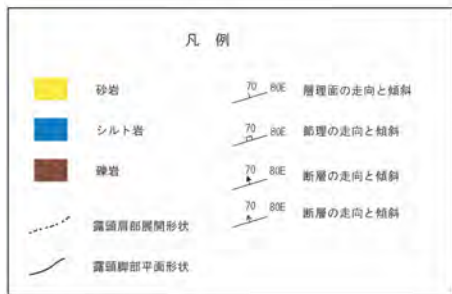 凡 例
砂岩
シルト岩
礫岩
露頭肩部展開形状
露頭脚部平面形状
70 80E 層理面の走向と傾斜
70 80E 節理の走向と傾斜
70 80E 断層の走向と傾斜
70 80E 断層の走向と傾斜